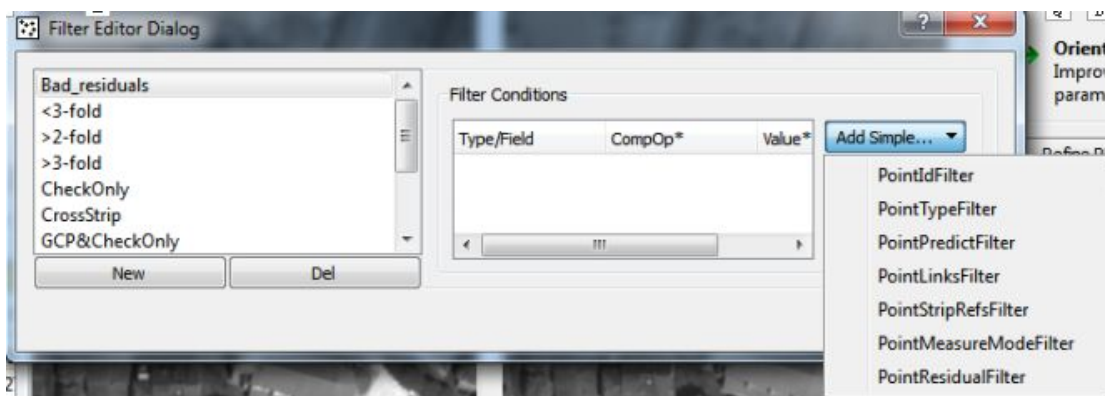 Filter Editor Dialog
?
X
Orient
Improv
param
Bad_residuals
<3-fold
>2-fold
>3-fold
CheckOnly
CrossStrip
GCP&CheckOnly
New
Del
Filter Conditions
Type/Field CompOp* Value*
Add Simple...
PointIdFilter
PointTypeFilter
PointPredictFilter
PointLinksFilter
PointStripRefsFilter
PointMeasureModeFilter
PointResidualFilter